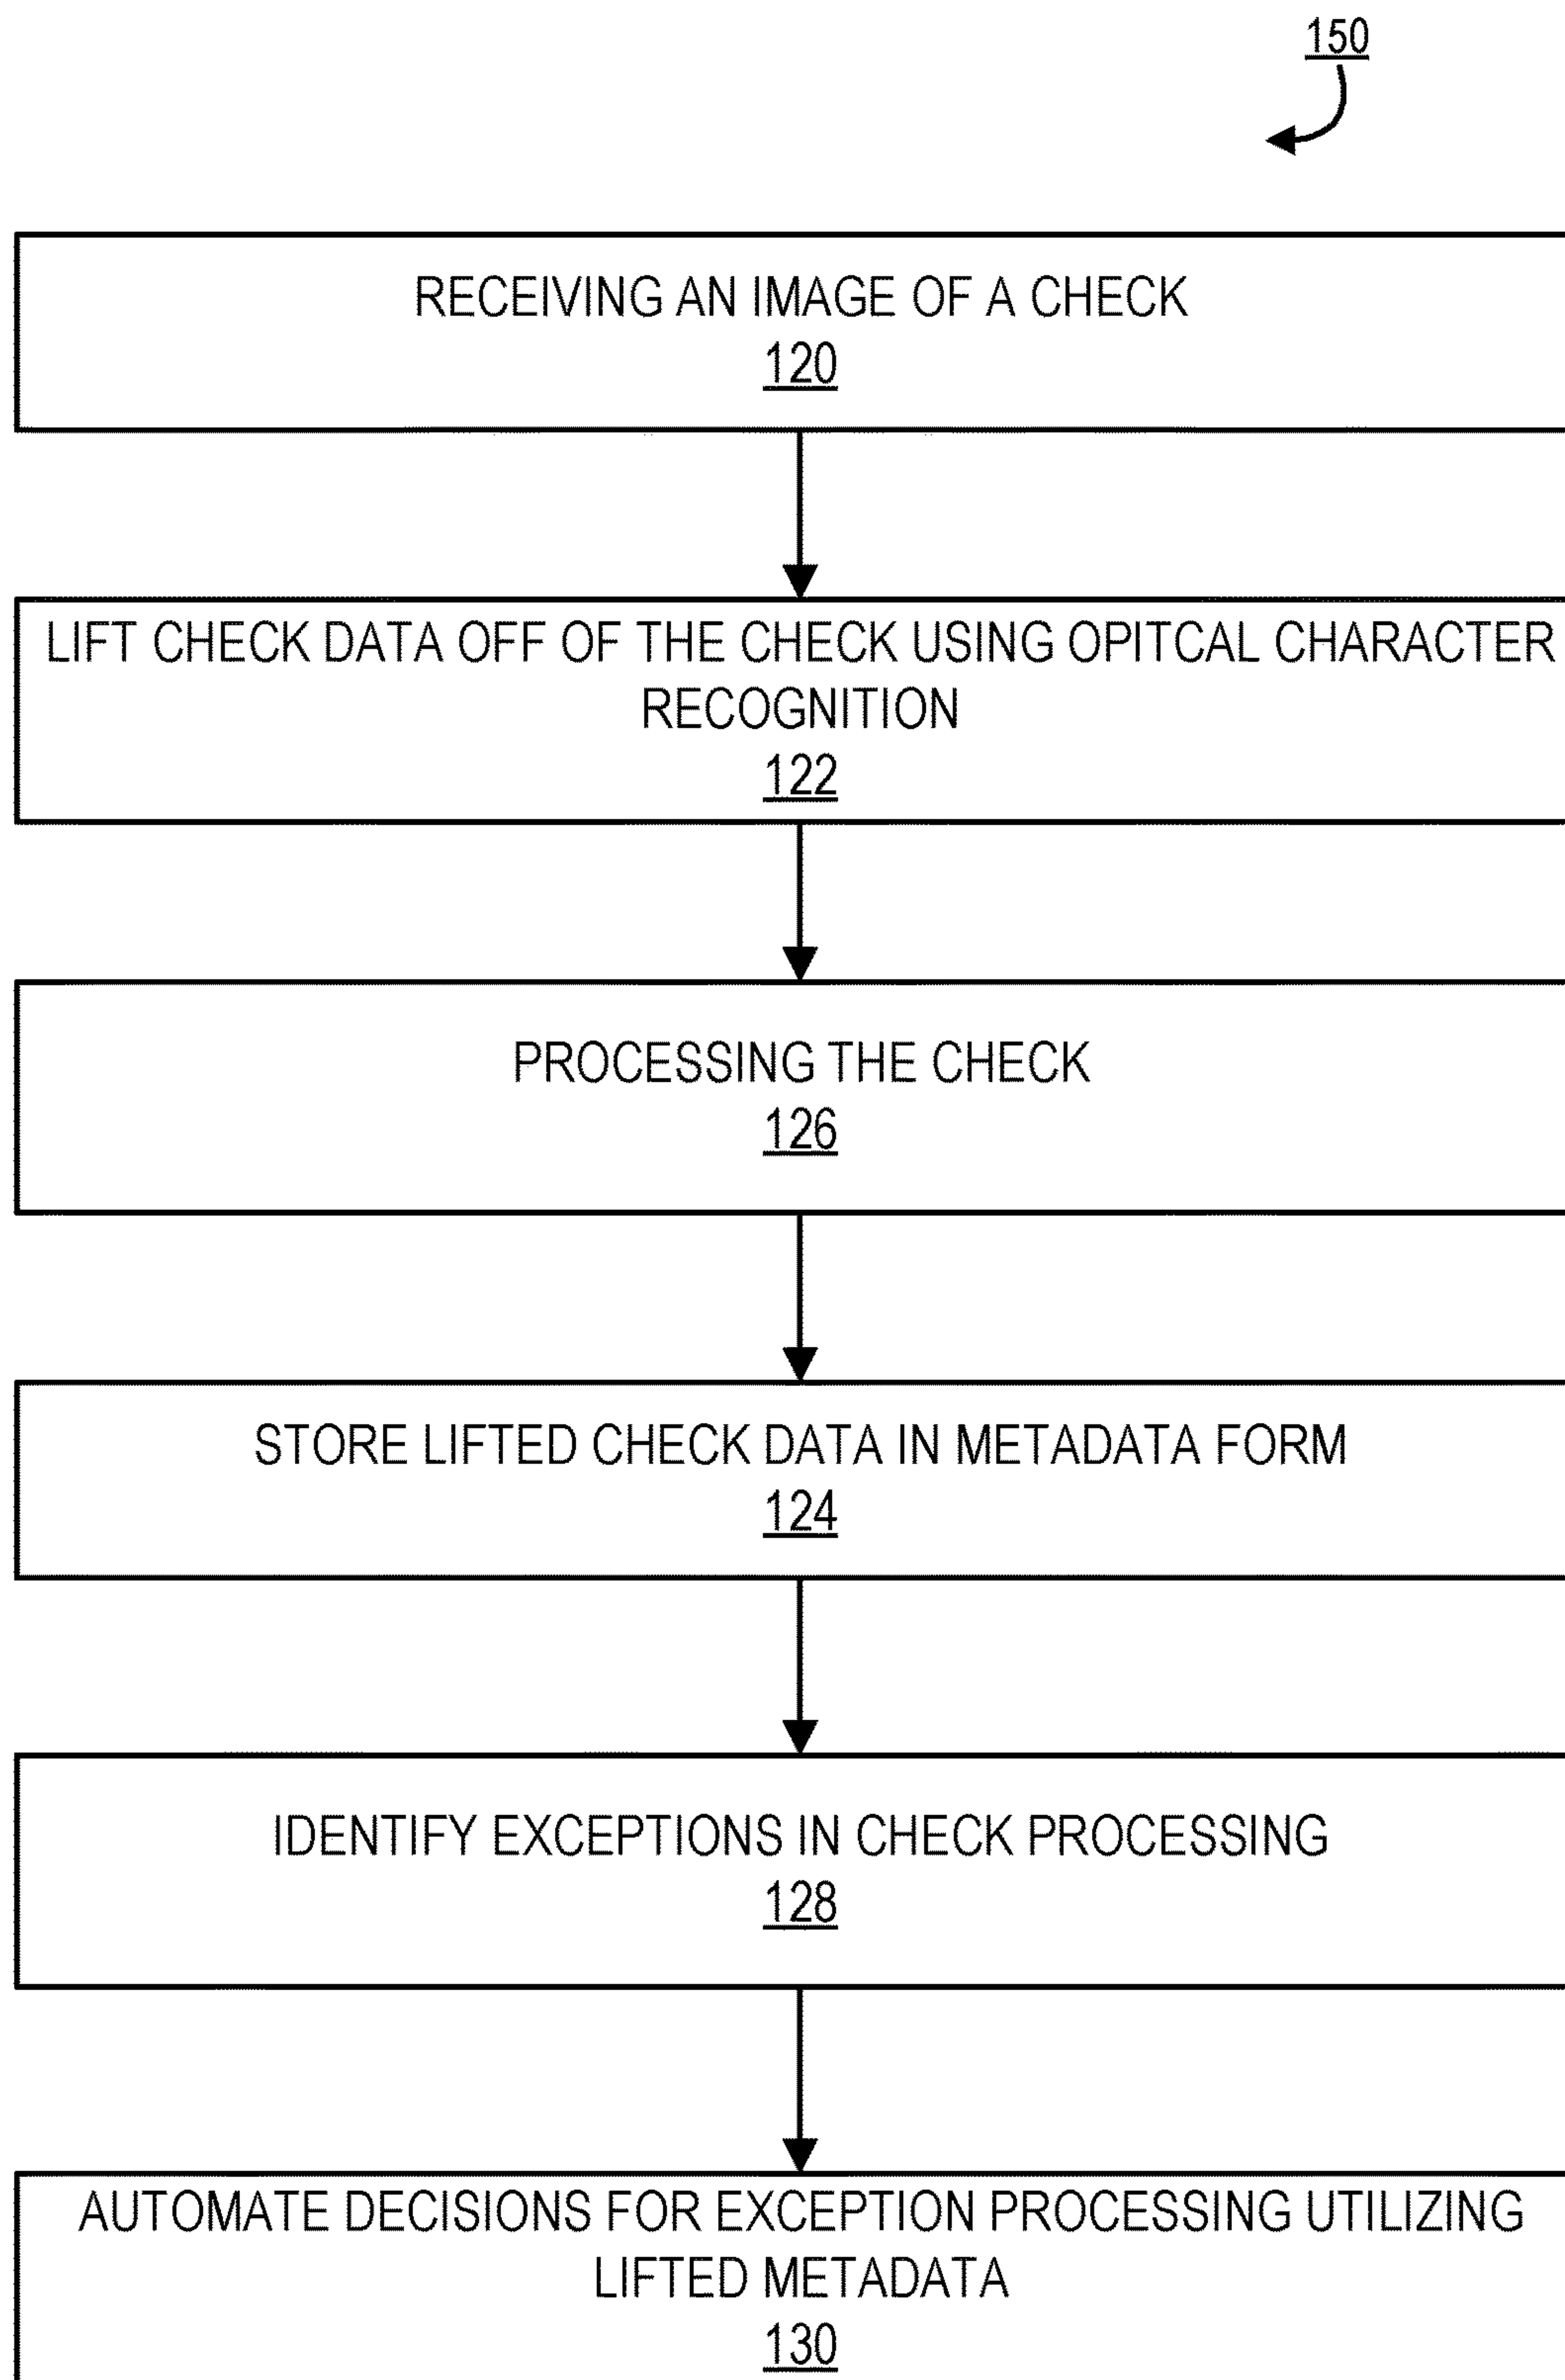 150
RECEIVING AN IMAGE OF A CHECK
120
LIFT CHECK DATA OFF OF THE CHECK USING OPITCAL CHARACTER
RECOGNITION
122
PROCESSING THE CHECK
126
STORE LIFTED CHECK DATA IN METADATA FORM
124
IDENTIFY EXCEPTIONS IN CHECK PROCESSING
128
AUTOMATE DECISIONS FOR EXCEPTION PROCESSING UTILIZING
LIFTED METADATA
130